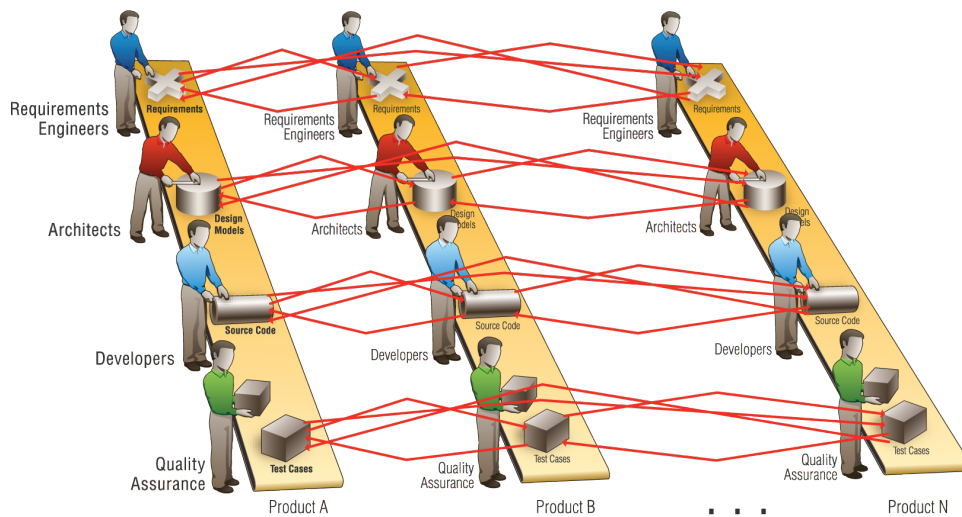 Requirements
Requirements
Engineers
Requirements
Requirements
Engineers
Requirements
Requirements
Engineers
Design
Models
Architects
Design
Models
Architects
Design
Models
Architects
Source Code
Developers
Source Code
Developers
Source Code
Developers
Test Cases
Quality
Assurance
Test Cases
Quality
Assurance
Test Cases
Quality
Assurance
Product A
Product B
. . .
Product N